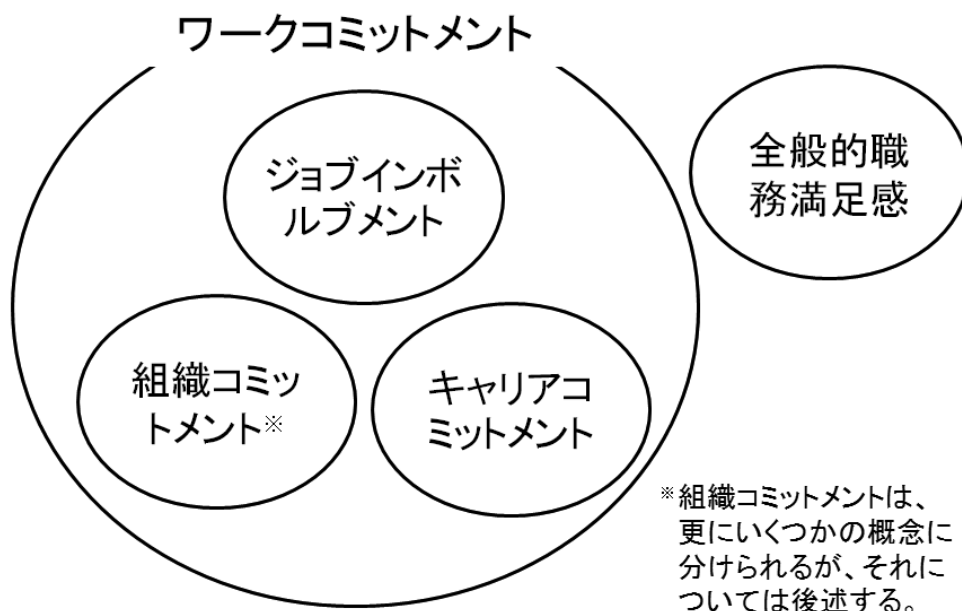 ワークコミットメント
ジョブインボ
ルブメント
全般的職
務満足感
組織コミッ
トメント※
キャリアコ
ミットメント
※組織コミットメントは、
更にいくつかの概念に
分けられるが、それに
ついては後述する。